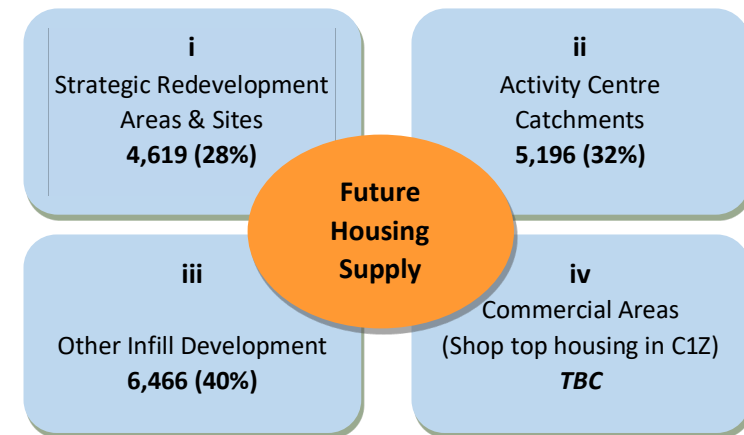 i
Strategic Redevelopment
Areas & Sites
4,619 (28%)
ii
Activity Centre
Catchments
5,196 (32%)
Future
Housing
Supply
iii
Other Infill Development
6,466 (40%)
iv
Commercial Areas
(Shop top housing in C1Z)
TBC